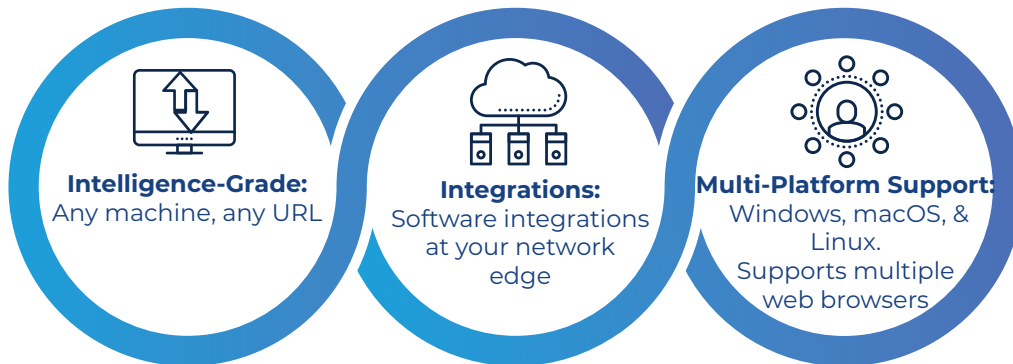 Intelligence-Grade:
Any machine, any URL
Integrations:
Software integrations
at your network
edge
Multi-Platform Support:
Windows, macOS, &
Linux.
Supports multiple
web browsers